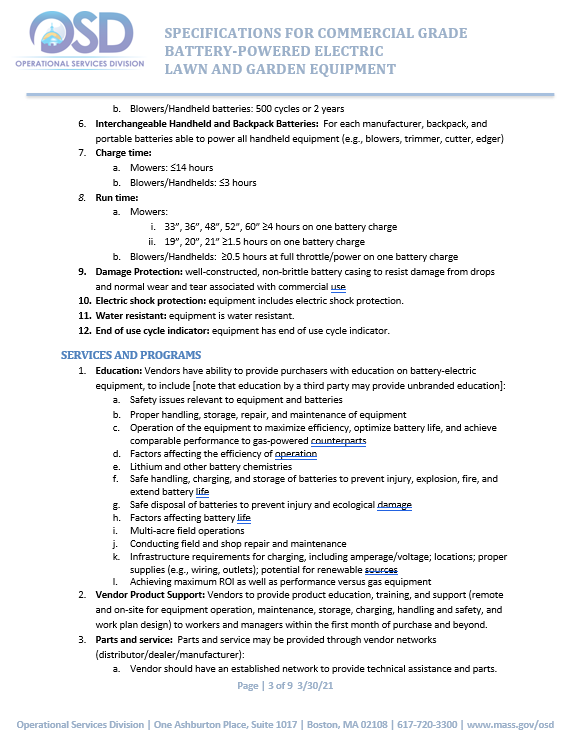 OSD
OPERATIONAL SERVICES DIVISION
SPECIFICATIONS FOR COMMERCIAL GRADE
BATTERY-POWERED ELECTRIC
LAWN AND GARDEN EQUIPMENT
b. Blowers/Handheld batteries: 500 cycles or 2 years
6. Interchangeable Handheld and Backpack Batteries: For each manufacturer, backpack, and
portable batteries able to power all handheld equipment (e.g., blowers, trimmer, cutter, edger)
7. Charge time:
a. Mowers: ≤14 hours
b. Blowers/Handhelds: ≤3 hours
8. Run time:
a. Mowers:
i. 33”, 36”, 48”, 52”, 60” ≥4 hours on one battery charge
ii. 19”, 20”, 21” ≥1.5 hours on one battery charge
b. Blowers/Handhelds: ≥0.5 hours at full throttle/power on one battery charge
9. Damage Protection: well-constructed, non-brittle battery casing to resist damage from drops
and normal wear and tear associated with commercial use
10. Electric shock protection: equipment includes electric shock protection.
11. Water resistant: equipment is water resistant.
12. End of use cycle indicator: equipment has end of use cycle indicator.
SERVICES AND PROGRAMS
1. Education: Vendors have ability to provide purchasers with education on battery-electric
equipment, to include [note that education by a third party may provide unbranded education]:
a. Safety issues relevant to equipment and batteries
b. Proper handling, storage, repair, and maintenance of equipment
c. Operation of the equipment to maximize efficiency, optimize battery life, and achieve
comparable performance to gas-powered counterparts
d. Factors affecting the efficiency of operation
e. Lithium and other battery chemistries
f. Safe handling, charging, and storage of batteries to prevent injury, explosion, fire, and
extend battery life
g. Safe disposal of batteries to prevent injury and ecological damage
h. Factors affecting battery life
i. Multi-acre field operations
j. Conducting field and shop repair and maintenance
k. Infrastructure requirements for charging, including amperage/voltage; locations; proper
supplies (e.g., wiring, outlets); potential for renewable sources
l. Achieving maximum ROI as well as performance versus gas equipment
2. Vendor Product Support: Vendors to provide product education, training, and support (remote
and on-site for equipment operation, maintenance, storage, charging, handling and safety, and
work plan design) to workers and managers within the first month of purchase and beyond.
3. Parts and service: Parts and service may be provided through vendor networks
(distributor/dealer/manufacturer):
a. Vendor should have an established network to provide technical assistance and parts.
Page | 3 of 9 3/30/21
Operational Services Division | One Ashburton Place, Suite 1017 | Boston, MA 02108 | 617-720-3300 | www.mass.gov/osd